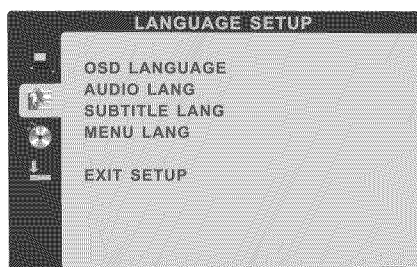 LANGUAGE SETUP
OSD LANGUAGE
AUDIO LANG
SUBTITLE LANG
MENU LANG
EXIT SETUP